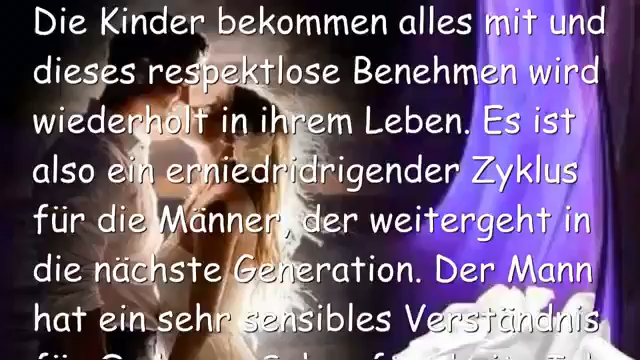 Die Kinder bekommen alles mit und
dieses respektlose Benehmen wird
wiederholt in ihrem Leben. Es ist
also ein erniedridrigender Zyklus
für die Männer, der weitergeht in
die nächste Generation. Der Mann
hat ein sehr sensibles Verständnis
für